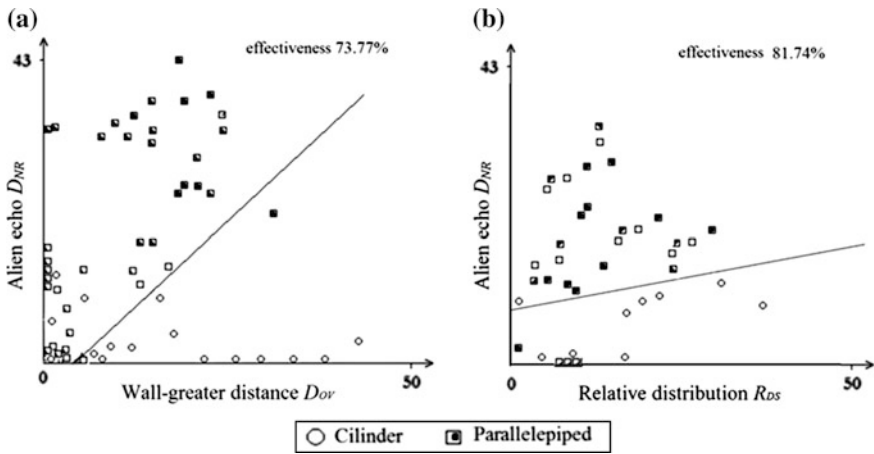 (a)
effectiveness 73.77%
43
Alien echo DNR
0
50
Wall-greater distance DOV
(b)
effectiveness 81.74%
43
Alien echo DNR
0
50
Relative distribution RDS
Cilinder Parallelepiped